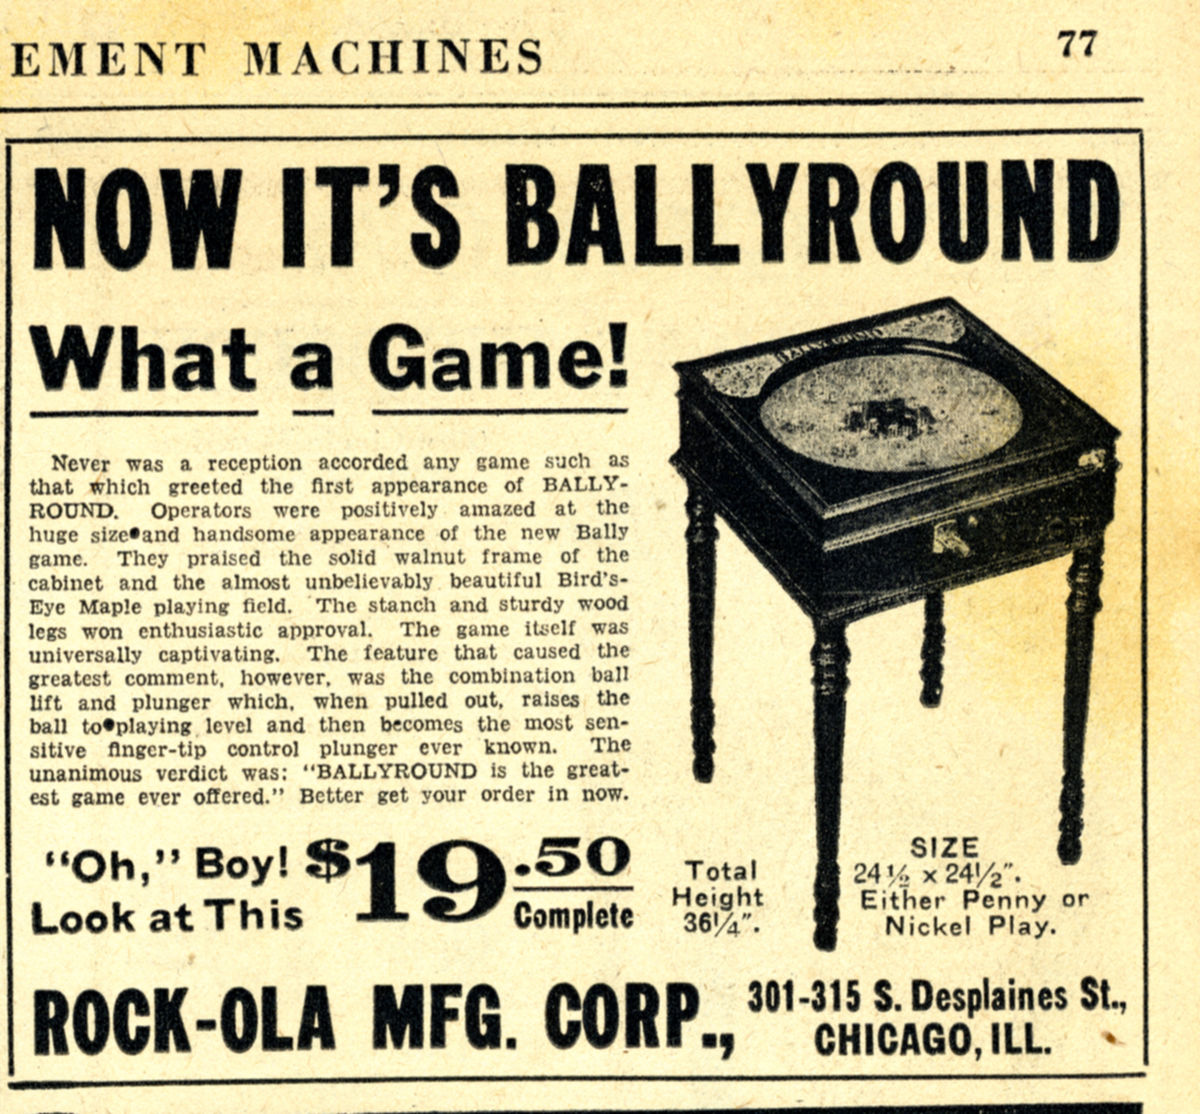 EMENT MACHINES
77
NOW IT'S BALLYROUND
What a Game!
Never was a reception accorded any game such as
that which greeted the first appearance of BALLY-
ROUND. Operators were positively amazed at the
huge size and handsome appearance of the new Bally
game. They praised the solid walnut frame of the
cabinet and the almost unbelievably beautiful Bird's-
Eye Maple playing field. The stanch and sturdy wood
legs won enthusiastic approval. The game itself was
universally captivating. The feature that caused the
greatest comment, however, was the combination ball
lift and plunger which, when pulled out, raises the
ball to playing level and then becomes the most sen-
sitive finger-tip control plunger ever known. The
unanimous verdict was: "BALLYROUND is the great-
est game ever offered." Better get your order in now.
"Oh," Boy!
Look at This
$19.50
Complete
BALLYROUND
Total
Height
36¼".
SIZE
24½ x 24½".
Either Penny or
Nickel Play.
ROCK-OLA MFG. CORP.,
301-315 S. Desplaines St.,
CHICAGO, ILL.